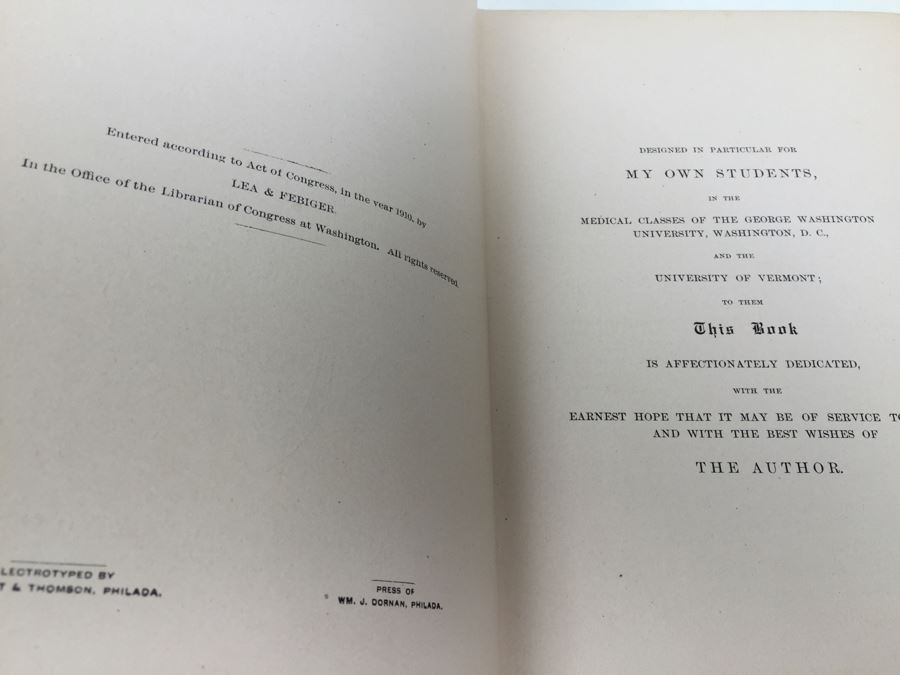 Entered according to Act of Congress, in the year 1910, by
LEA & FEBIGER
In the Office of the Librarian of Congress at Washington. All rights reserved
LECTROTYPED BY
T & THOMSON, PHILADA.
PRESS OF
WM. J. DORNAN, PHILADA.
DESIGNED IN PARTICULAR FOR
MY OWN STUDENTS,
IN THE
MEDICAL CLASSES OF THE GEORGE WASHINGTON
UNIVERSITY, WASHINGTON, D. C.,
AND THE
UNIVERSITY OF VERMONT;
TO THEM
This Book
IS AFFECTIONATELY DEDICATED,
WITH THE
EARNEST HOPE THAT IT MAY BE OF SERVICE TO
AND WITH THE BEST WISHES OF
THE AUTHOR.